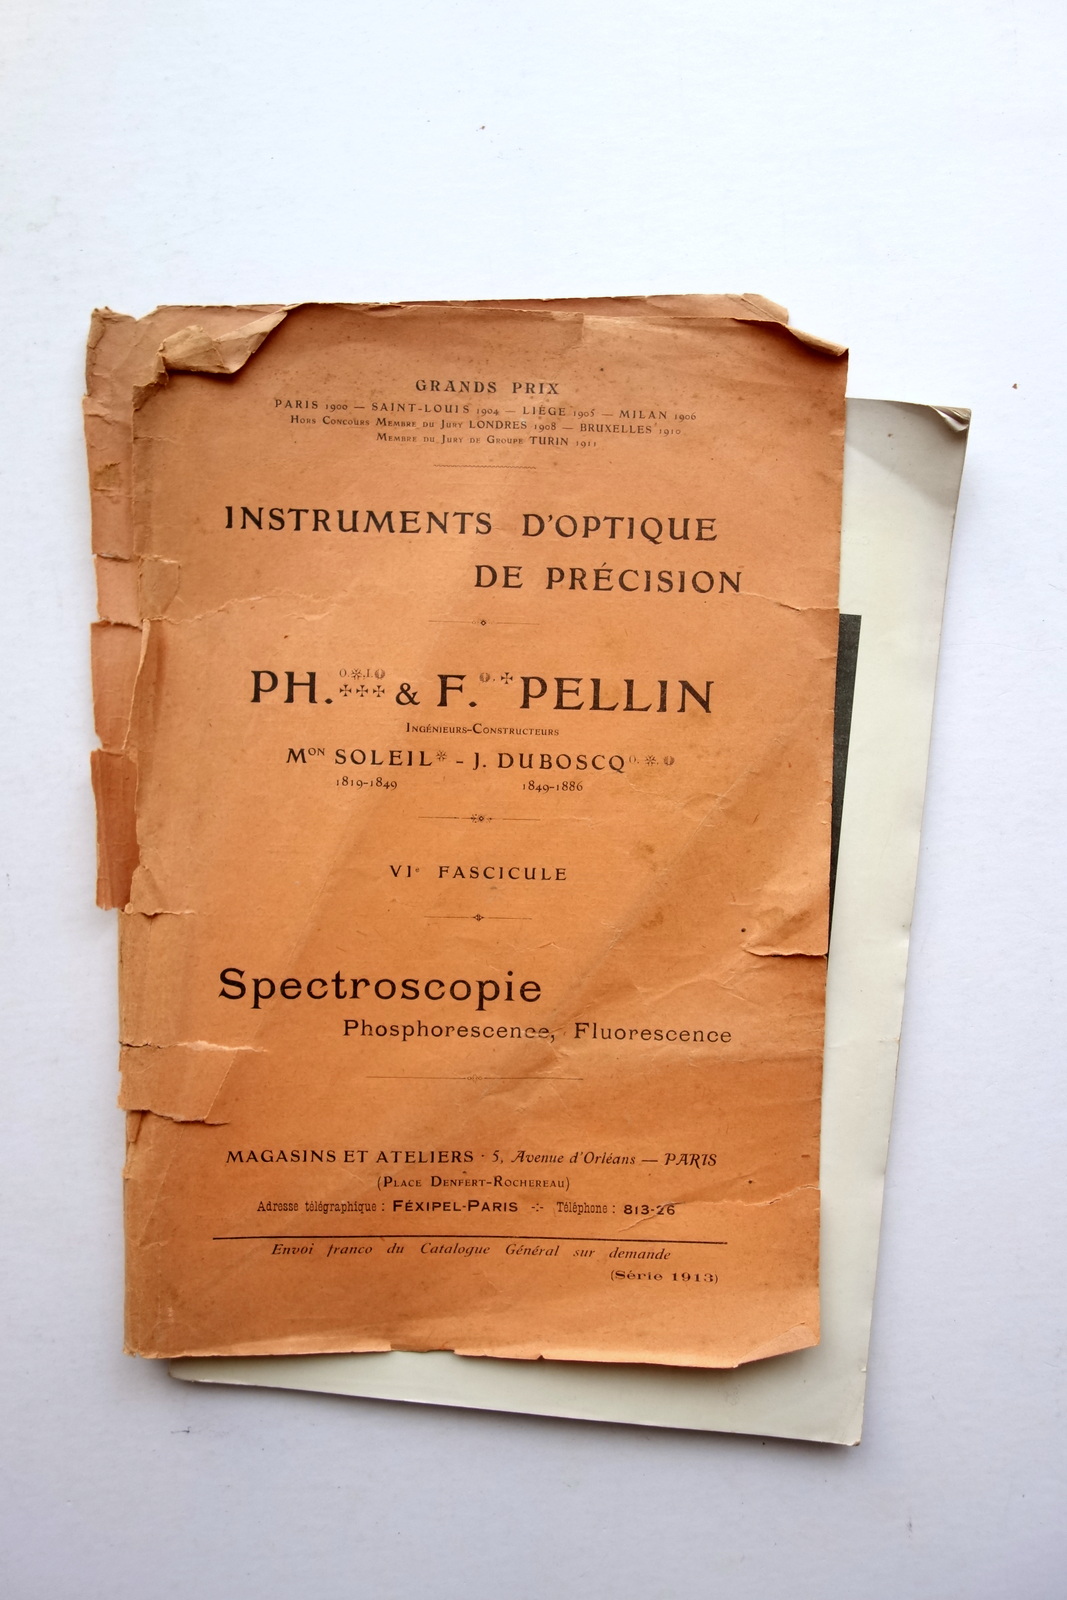 GRANDS PRIX
PARIS 1900 — SAINT-LOUIS 1904 — LIÉGE 1905 — MILAN 1906
Hors Concours Membre du Jury LONDRES 1908 — BRUXELLES 1910
Membre du Jury de Groupe TURIN 1911
INSTRUMENTS D'OPTIQUE
DE PRÉCISION
PH. & F. PELLIN
Ingénieurs-Constructeurs
Mon SOLEIL - J. DUBOSCQ
1819-1849 1849-1886
VIe FASCICULE
Spectroscopie
Phosphorescence, Fluorescence
MAGASINS ET ATELIERS · 5, Avenue d'Orléans — PARIS
(Place Denfert-Rochereau)
Adresse télégraphique : FÉXIPEL-PARIS -:- Téléphone : 813-26
Envoi franco du Catalogue Général sur demande
(Série 1913)